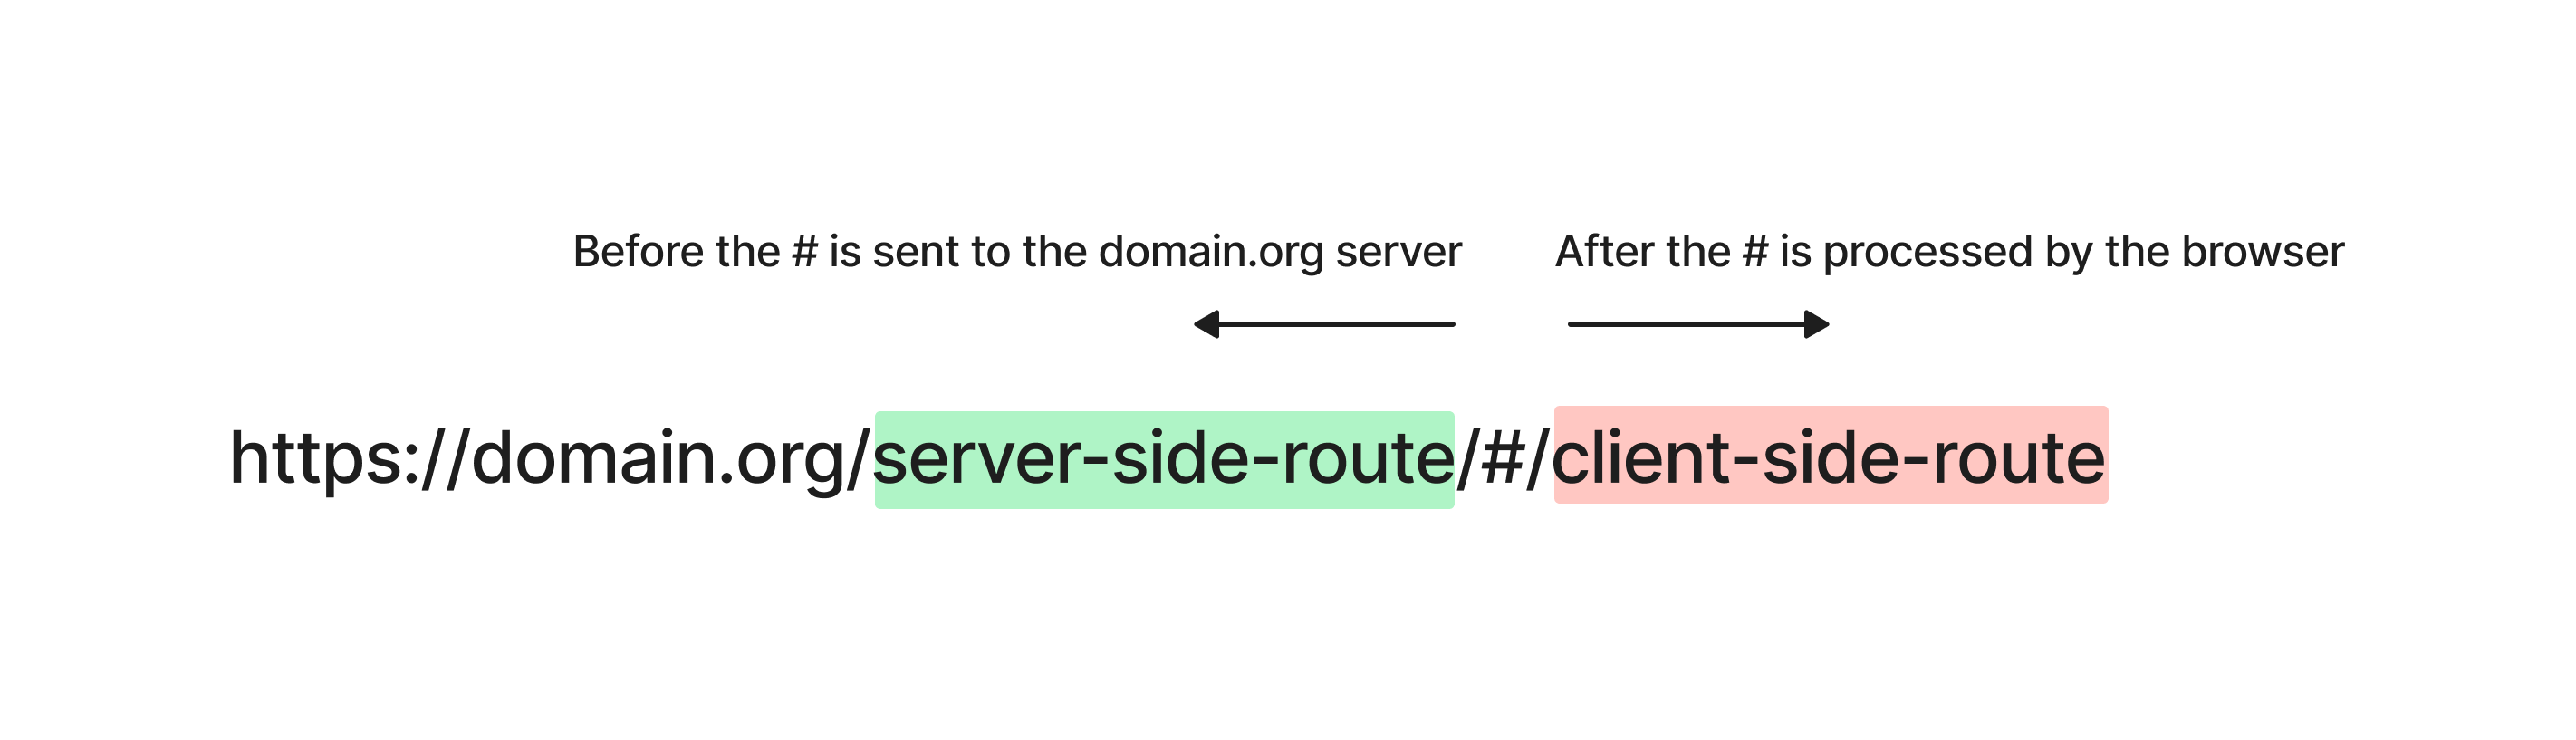 Before the # is sent to the domain.org server
After the # is processed by the browser
https://domain.org/server-side-route/#/client-side-route